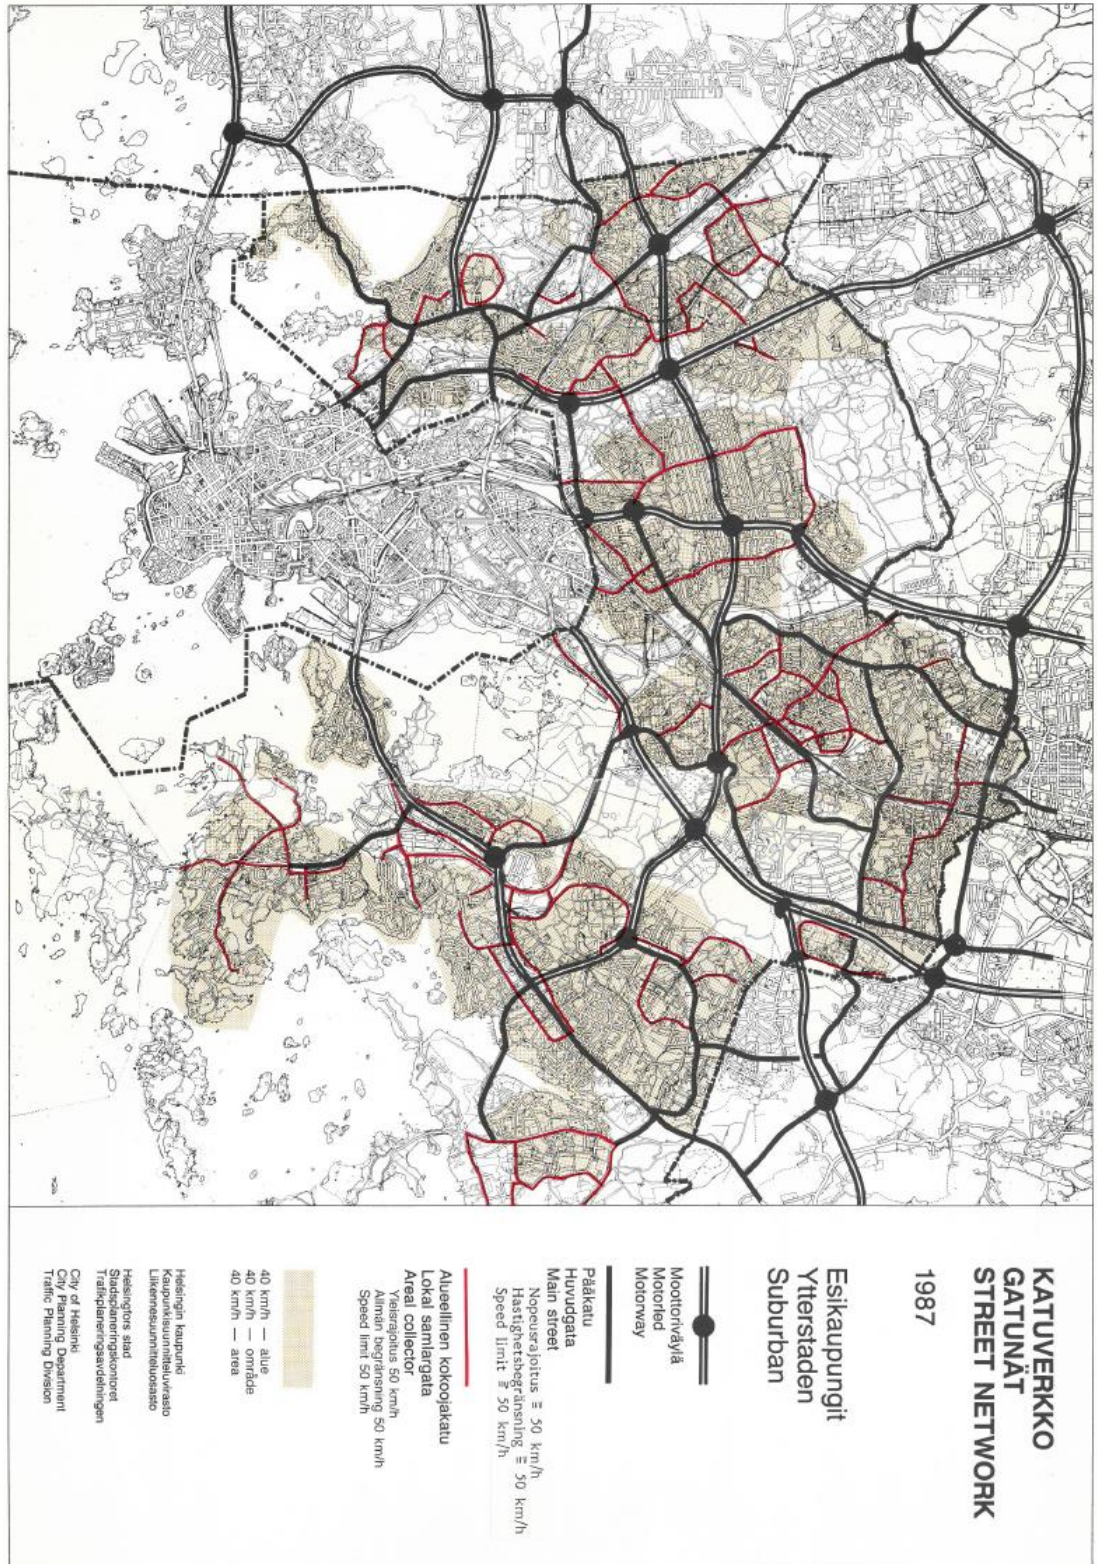 KATUVERKKO
GATUNÄT
STREET NETWORK
1987
Esikaupungit
Ytterstaden
Suburban
Moottoriväylä
Motorled
Motorway
Pääkatu
Huvudgata
Main street
Nopeusrajoitus ≧ 50 km/h
Hastighetsbegränsning ≧ 50 km/h
Speed limit ≧ 50 km/h
Alueellinen kokoojakatu
Lokal samlargata
Areal collector
Yleisrajoitus 50 km/h
Allmän begränsning 50 km/h
Speed limit 50 km/h
40 km/h — alue
40 km/h — område
40 km/h — area
Helsingin kaupunki
Kaupunkisuunnitteluvirasto
Liikennesuunnitteluosasto
Helsingfors stad
Stadsplaneringskontoret
Trafikplaneringsavdelningen
City of Helsinki
City Planning Department
Traffic Planning Division